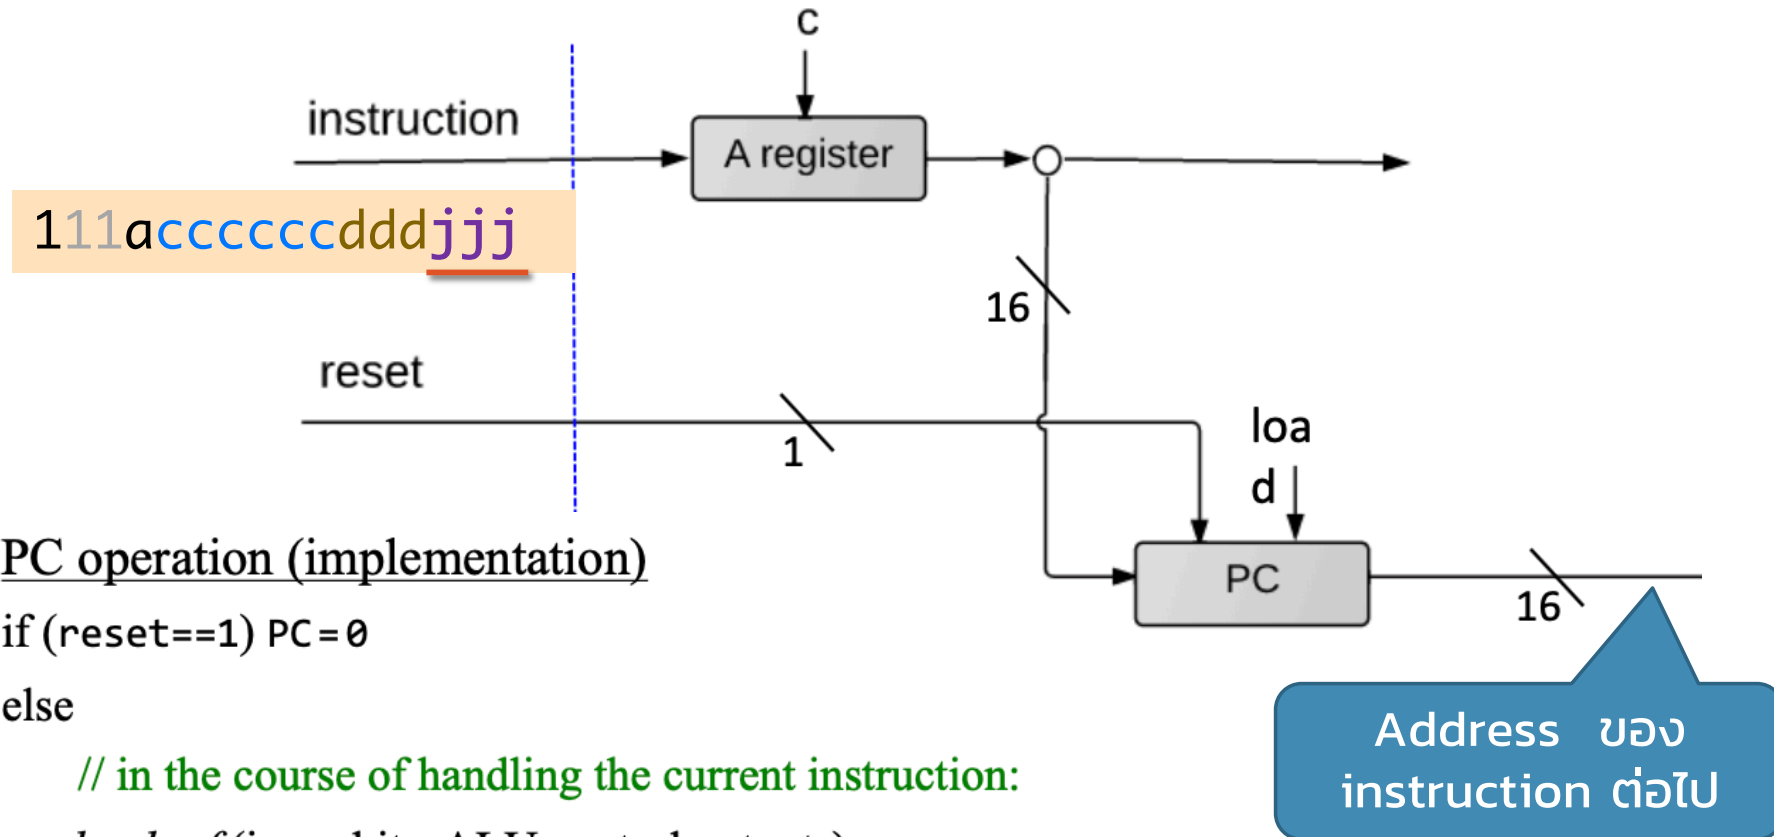 c
instruction
A register
111accccccdddjjj
16
reset
1
loa
d
PC operation (implementation)
PC
16
if (reset==1) PC=0
else
Address ของ
instruction ต่อไป
// in the course of handling the current instruction: